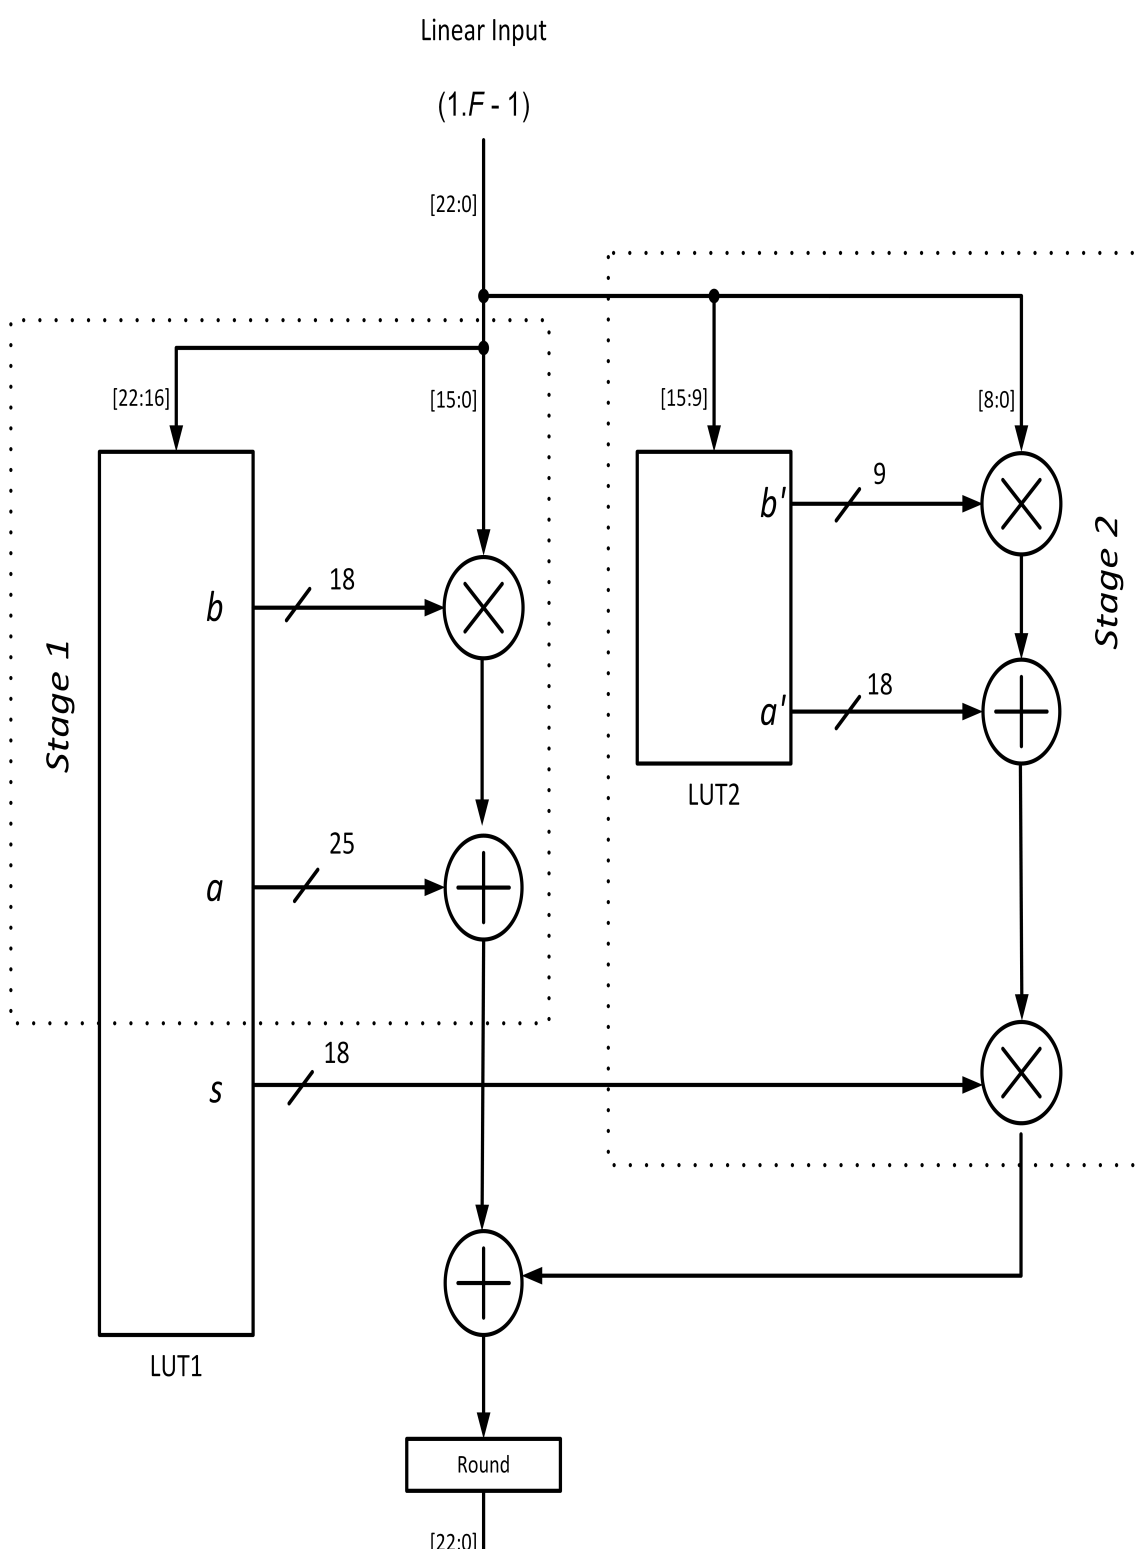 Linear Input
(1.F - 1)
[22:0]
[22:16]
[15:0]
[15:9]
[8:0]
b'
9
Stage 2
b
18
Stage 1
a'
18
LUT2
a
25
s
18
LUT1
Round
[22:0]